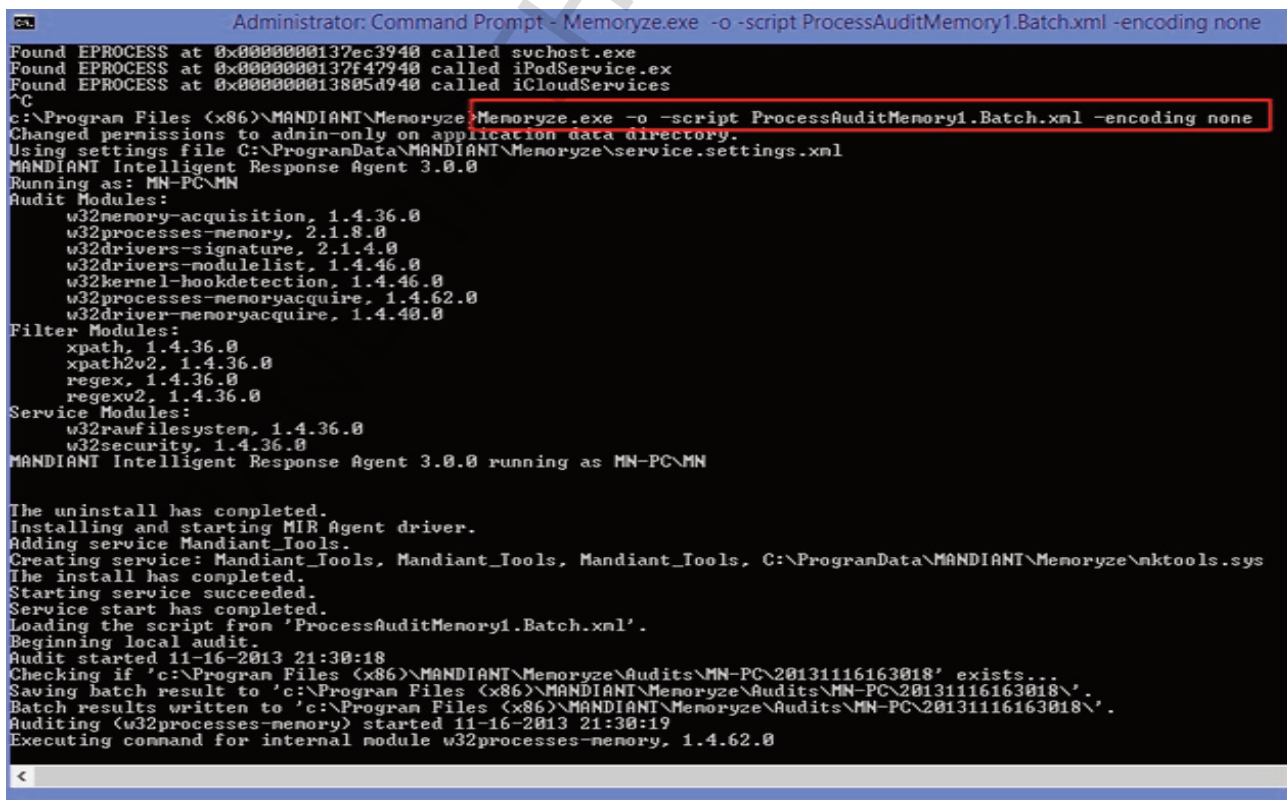 Administrator: Command Prompt - Memoryze.exe -o -script ProcessAuditMemory1.Batch.xml -encoding none
Found EPROCESS at 0x0000000137ec3940 called svchost.exe
Found EPROCESS at 0x0000000137f47940 called iPodService.ex
Found EPROCESS at 0x000000013805d940 called iCloudServices
^C
c:\Program Files (x86)\MANDIANT\Memoryze>Memoryze.exe -o -script ProcessAuditMemory1.Batch.xml -encoding none
Changed permissions to admin-only on application data directory.
Using settings file C:\ProgramData\MANDIANT\Memoryze\service.settings.xml
MANDIANT Intelligent Response Agent 3.0.0
Running as: MN-PC\MN
Audit Modules:
w32memory-acquisition, 1.4.36.0
w32processes-memory, 2.1.8.0
w32drivers-signature, 2.1.4.0
w32drivers-modulelist, 1.4.46.0
w32kernel-hookdetection, 1.4.46.0
w32processes-memoryacquire, 1.4.62.0
w32driver-memoryacquire, 1.4.40.0
Filter Modules:
xpath, 1.4.36.0
xpath2v2, 1.4.36.0
regex, 1.4.36.0
regexv2, 1.4.36.0
Service Modules:
w32rawfilesystem, 1.4.36.0
w32security, 1.4.36.0
MANDIANT Intelligent Response Agent 3.0.0 running as MN-PC\MN
The uninstall has completed.
Installing and starting MIR Agent driver.
Adding service Mandiant_Tools.
Creating service: Mandiant_Tools, Mandiant_Tools, Mandiant_Tools, C:\ProgramData\MANDIANT\Memoryze\mktools.sys
The install has completed.
Starting service succeeded.
Service start has completed.
Loading the script from 'ProcessAuditMemory1.Batch.xml'.
Beginning local audit.
Audit started 11-16-2013 21:30:18
Checking if 'c:\Program Files (x86)\MANDIANT\Memoryze\Audits\MN-PC\20131116163018' exists...
Saving batch result to 'c:\Program Files (x86)\MANDIANT\Memoryze\Audits\MN-PC\20131116163018\'.
Batch results written to 'c:\Program Files (x86)\MANDIANT\Memoryze\Audits\MN-PC\20131116163018\'.
Auditing (w32processes-memory) started 11-16-2013 21:30:19
Executing command for internal module w32processes-memory, 1.4.62.0